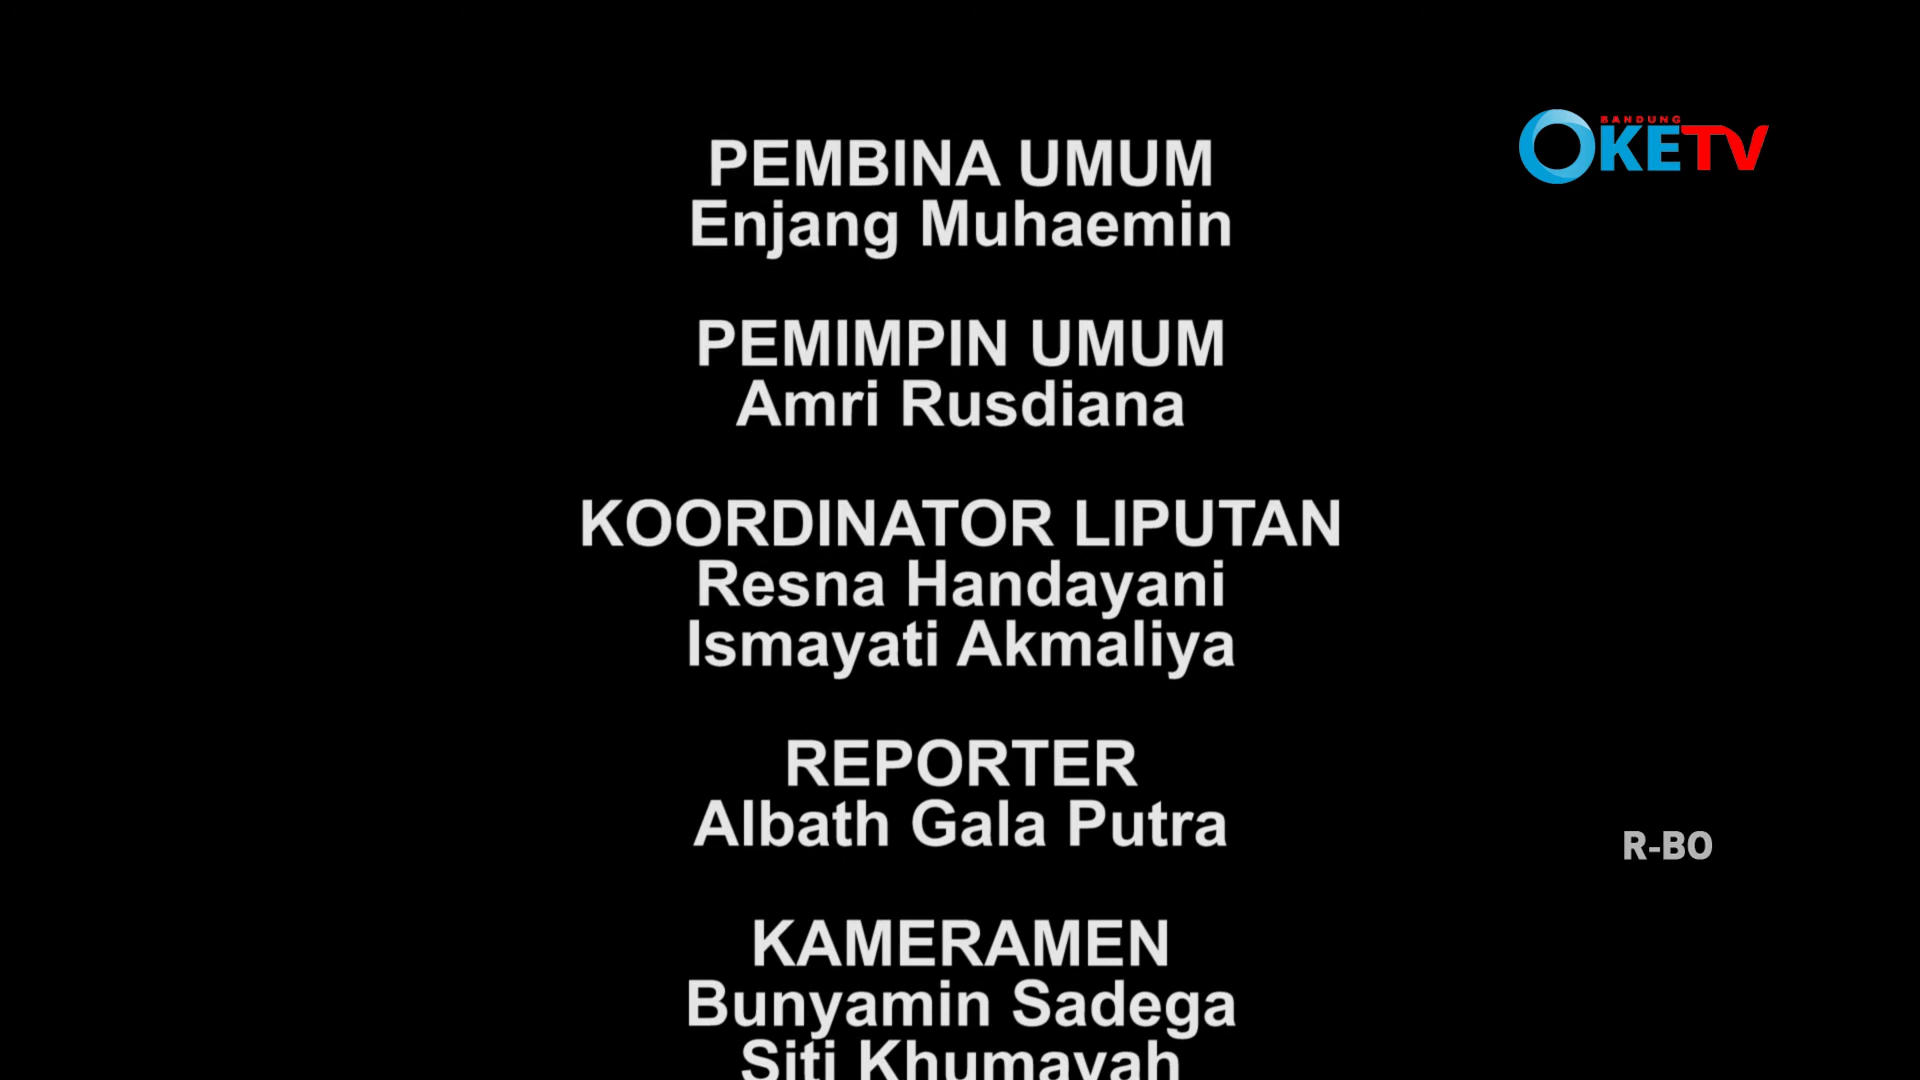 BANDUNG
OKETV
PEMBINA UMUM
Enjang Muhaemin
PEMIMPIN UMUM
Amri Rusdiana
KOORDINATOR LIPUTAN
Resna Handayani
Ismayati Akmaliya
REPORTER
Albath Gala Putra
R-BO
KAMERAMEN
Bunyamin Sadega
Siti Khumayah